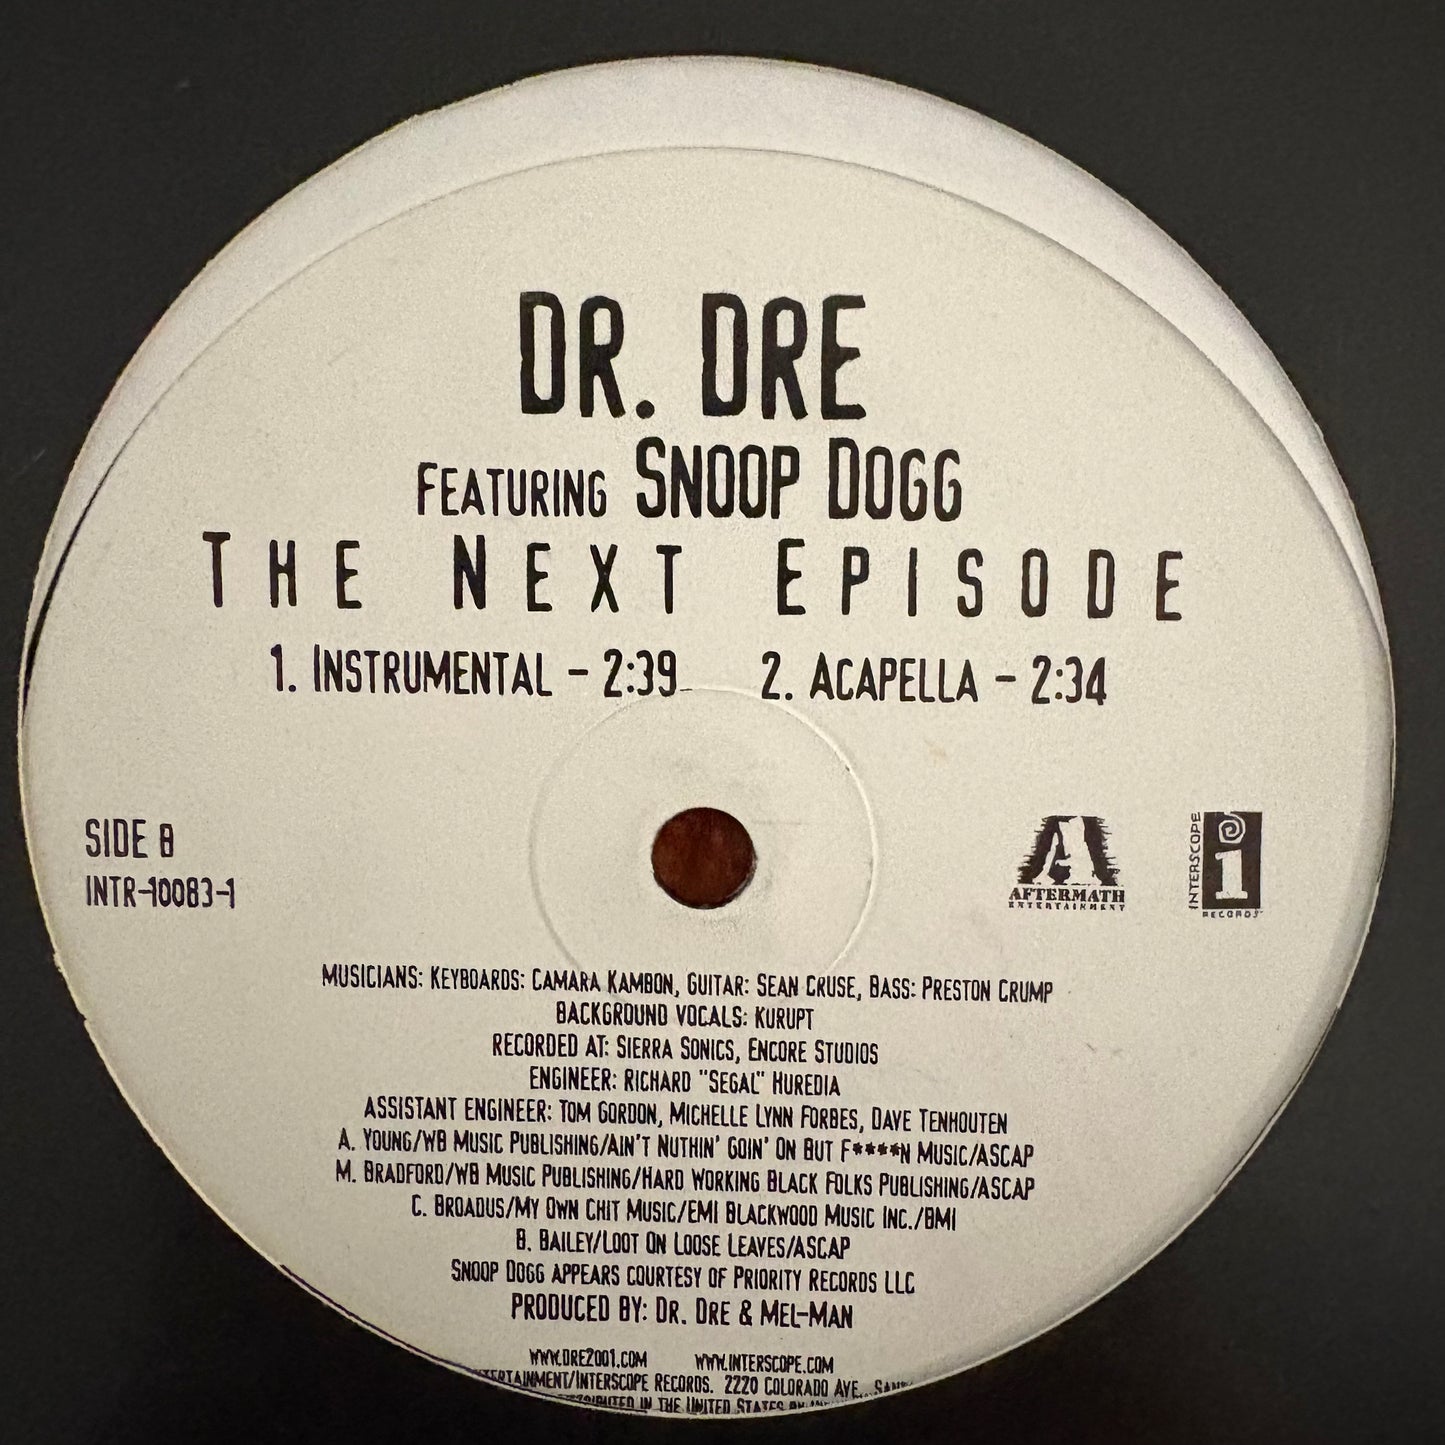 DR. DRE
FEATURING SNOOP DOGG
THE NEXT EPISODE
1. INSTRUMENTAL – 2:39 2. ACAPELLA – 2:34
SIDE B
INTR-10083-1
A
AFTERMATH
ENTERTAINMENT
INTERSCOPE
i
RECORDS
MUSICIANS: KEYBOARDS: CAMARA KAMBON, GUITAR: SEAN CRUSE, BASS: PRESTON CRUMP
BACKGROUND VOCALS: KURUPT
RECORDED AT: SIERRA SONICS, ENCORE STUDIOS
ENGINEER: RICHARD "SEGAL" HUREDIA
ASSISTANT ENGINEER: TOM GORDON, MICHELLE LYNN FORBES, DAVE TENHOUTEN
A. YOUNG/WB MUSIC PUBLISHING/AIN'T NUTHIN' GOIN' ON BUT F****N MUSIC/ASCAP
M. BRADFORD/WB MUSIC PUBLISHING/HARD WORKING BLACK FOLKS PUBLISHING/ASCAP
C. BROADUS/MY OWN CHIT MUSIC/EMI BLACKWOOD MUSIC INC./BMI
B. BAILEY/LOOT ON LOOSE LEAVES/ASCAP
SNOOP DOGG APPEARS COURTESY OF PRIORITY RECORDS LLC
PRODUCED BY: DR. DRE & MEL-MAN
WWW.DRE2001.COM WWW.INTERSCOPE.COM
/INTERSCOPE RECORDS. 2220 COLORADO AVE.,
IN THE UNITED STATES